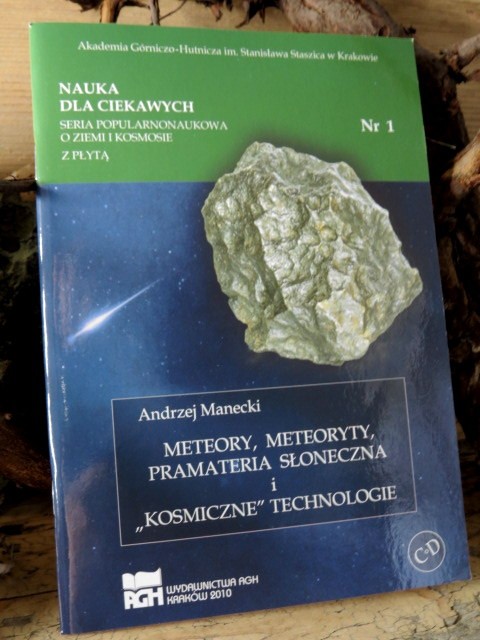 Akademia Górniczo-Hutnicza im. Stanisława Staszica w Krakowie
NAUKA
DLA CIEKAWYCH
SERIA POPULARNONAUKOWA
O ZIEMI I KOSMOSIE
Z PŁYTĄ
Nr 1
Andrzej Manecki
METEORY, METEORYTY,
PRAMATERIA SŁONECZNA
i
„KOSMICZNE” TECHNOLOGIE
CD
AGH
WYDAWNICTWA AGH
KRAKÓW 2010